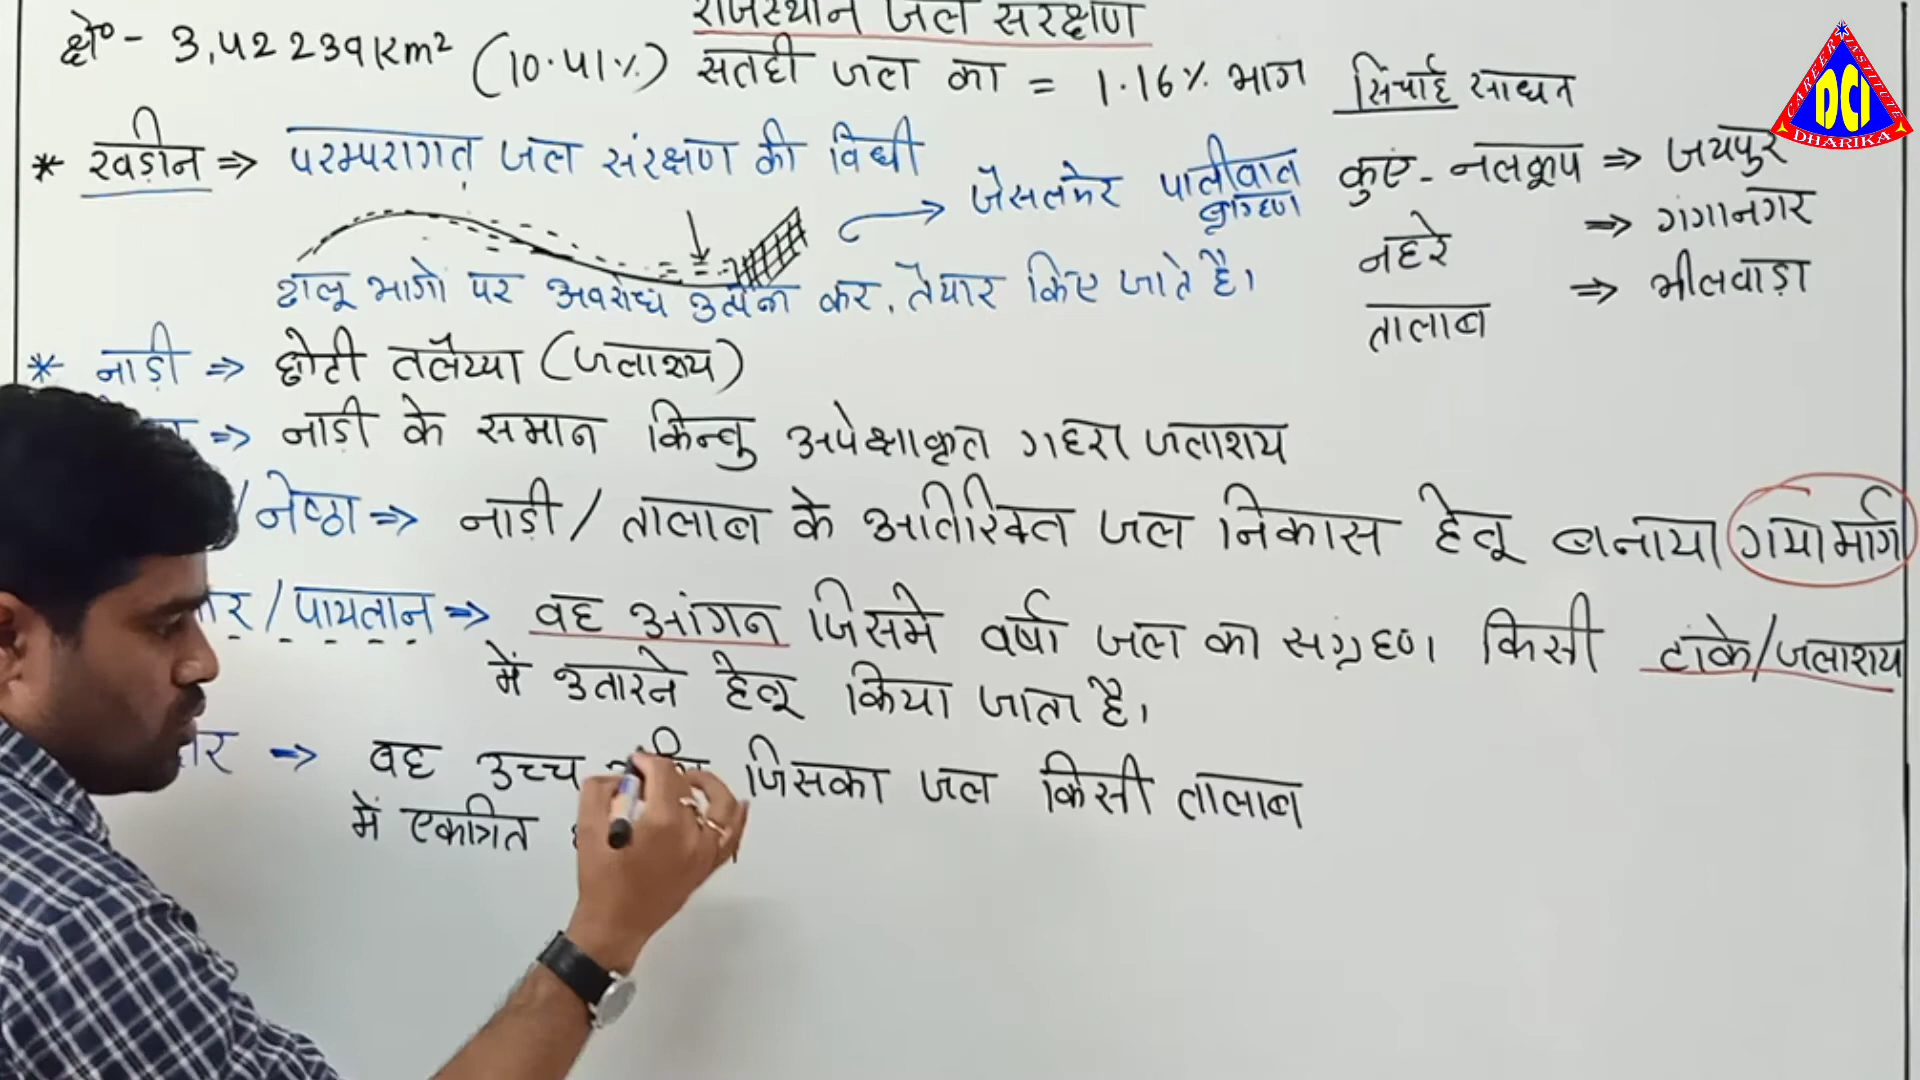 राजस्थान जल संरक्षण
क्षे० - 3,42239 km² (10.41%) सतही जल का = 1.16% भाग
सिंचाई साधन
* खड़ीन ⇒ परम्परागत् जल संरक्षण की विधी
→ जैसलमेर पालीवाल
ब्राह्मण
ढालू भागो पर अवरोध उत्पन्न कर, तैयार किए जाते है।
कुएं - नलकूप ⇒ जयपुर
नहरे ⇒ गंगानगर
तालाब ⇒ भीलवाड़ा
* नाड़ी ⇒ छोटी तलैय्या (जलाशय)
⇒ नाड़ी के समान किन्तु अपेक्षाकृत गहरा जलाशय
/नेष्ठा ⇒ नाड़ी / तालाब के अतिरिक्त जल निकास हेतू बनाया गया मार्ग
/पायतान ⇒ वह आंगन जिसमे वर्षा जल का संग्रहण किसी टांके/जलाशय
में उतारने हेतू किया जाता है।
→ वह उच्च जिसका जल किसी तालाब
में एकत्रित
CAREER INSTITUTE
DCI
DHARIKA